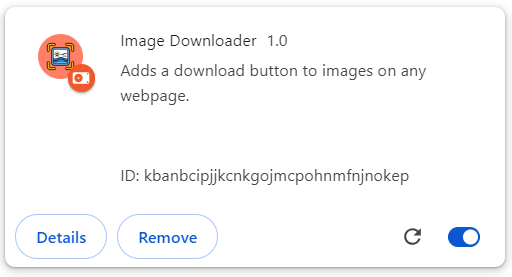 Image Downloader 1.0
Adds a download button to images on any
webpage.
ID: kbanbcipjjkcnkgojmcpohnmfnjnokep
Details Remove